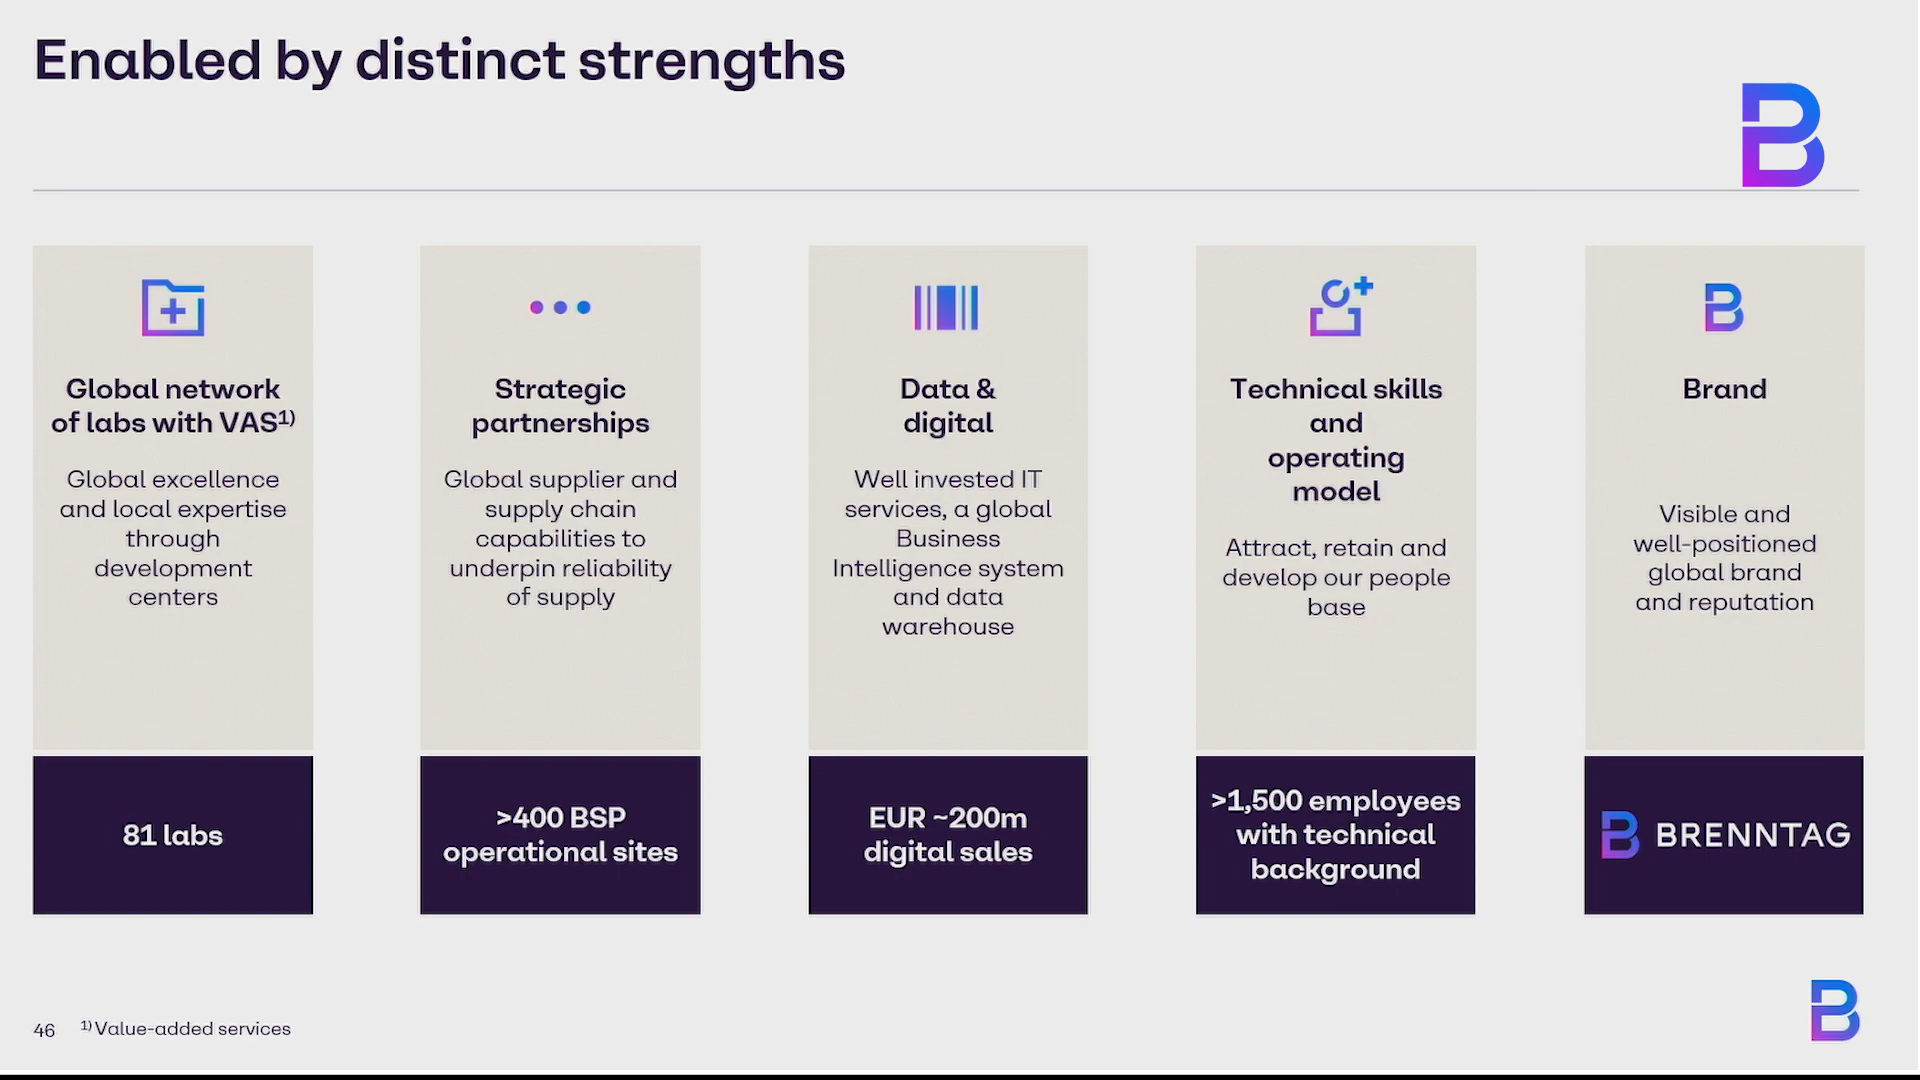 Enabled by distinct strengths
Global network
of labs with VAS1)
Global excellence
and local expertise
through
development
centers
81 labs
Strategic
partnerships
Global supplier and
supply chain
capabilities to
underpin reliability
of supply
>400 BSP
operational sites
Data &
digital
Well invested IT
services, a global
Business
Intelligence system
and data
warehouse
EUR ~200m
digital sales
Technical skills
and
operating
model
Attract, retain and
develop our people
base
>1,500 employees
with technical
background
Brand
Visible and
well-positioned
global brand
and reputation
BRENNTAG
46 1) Value-added services